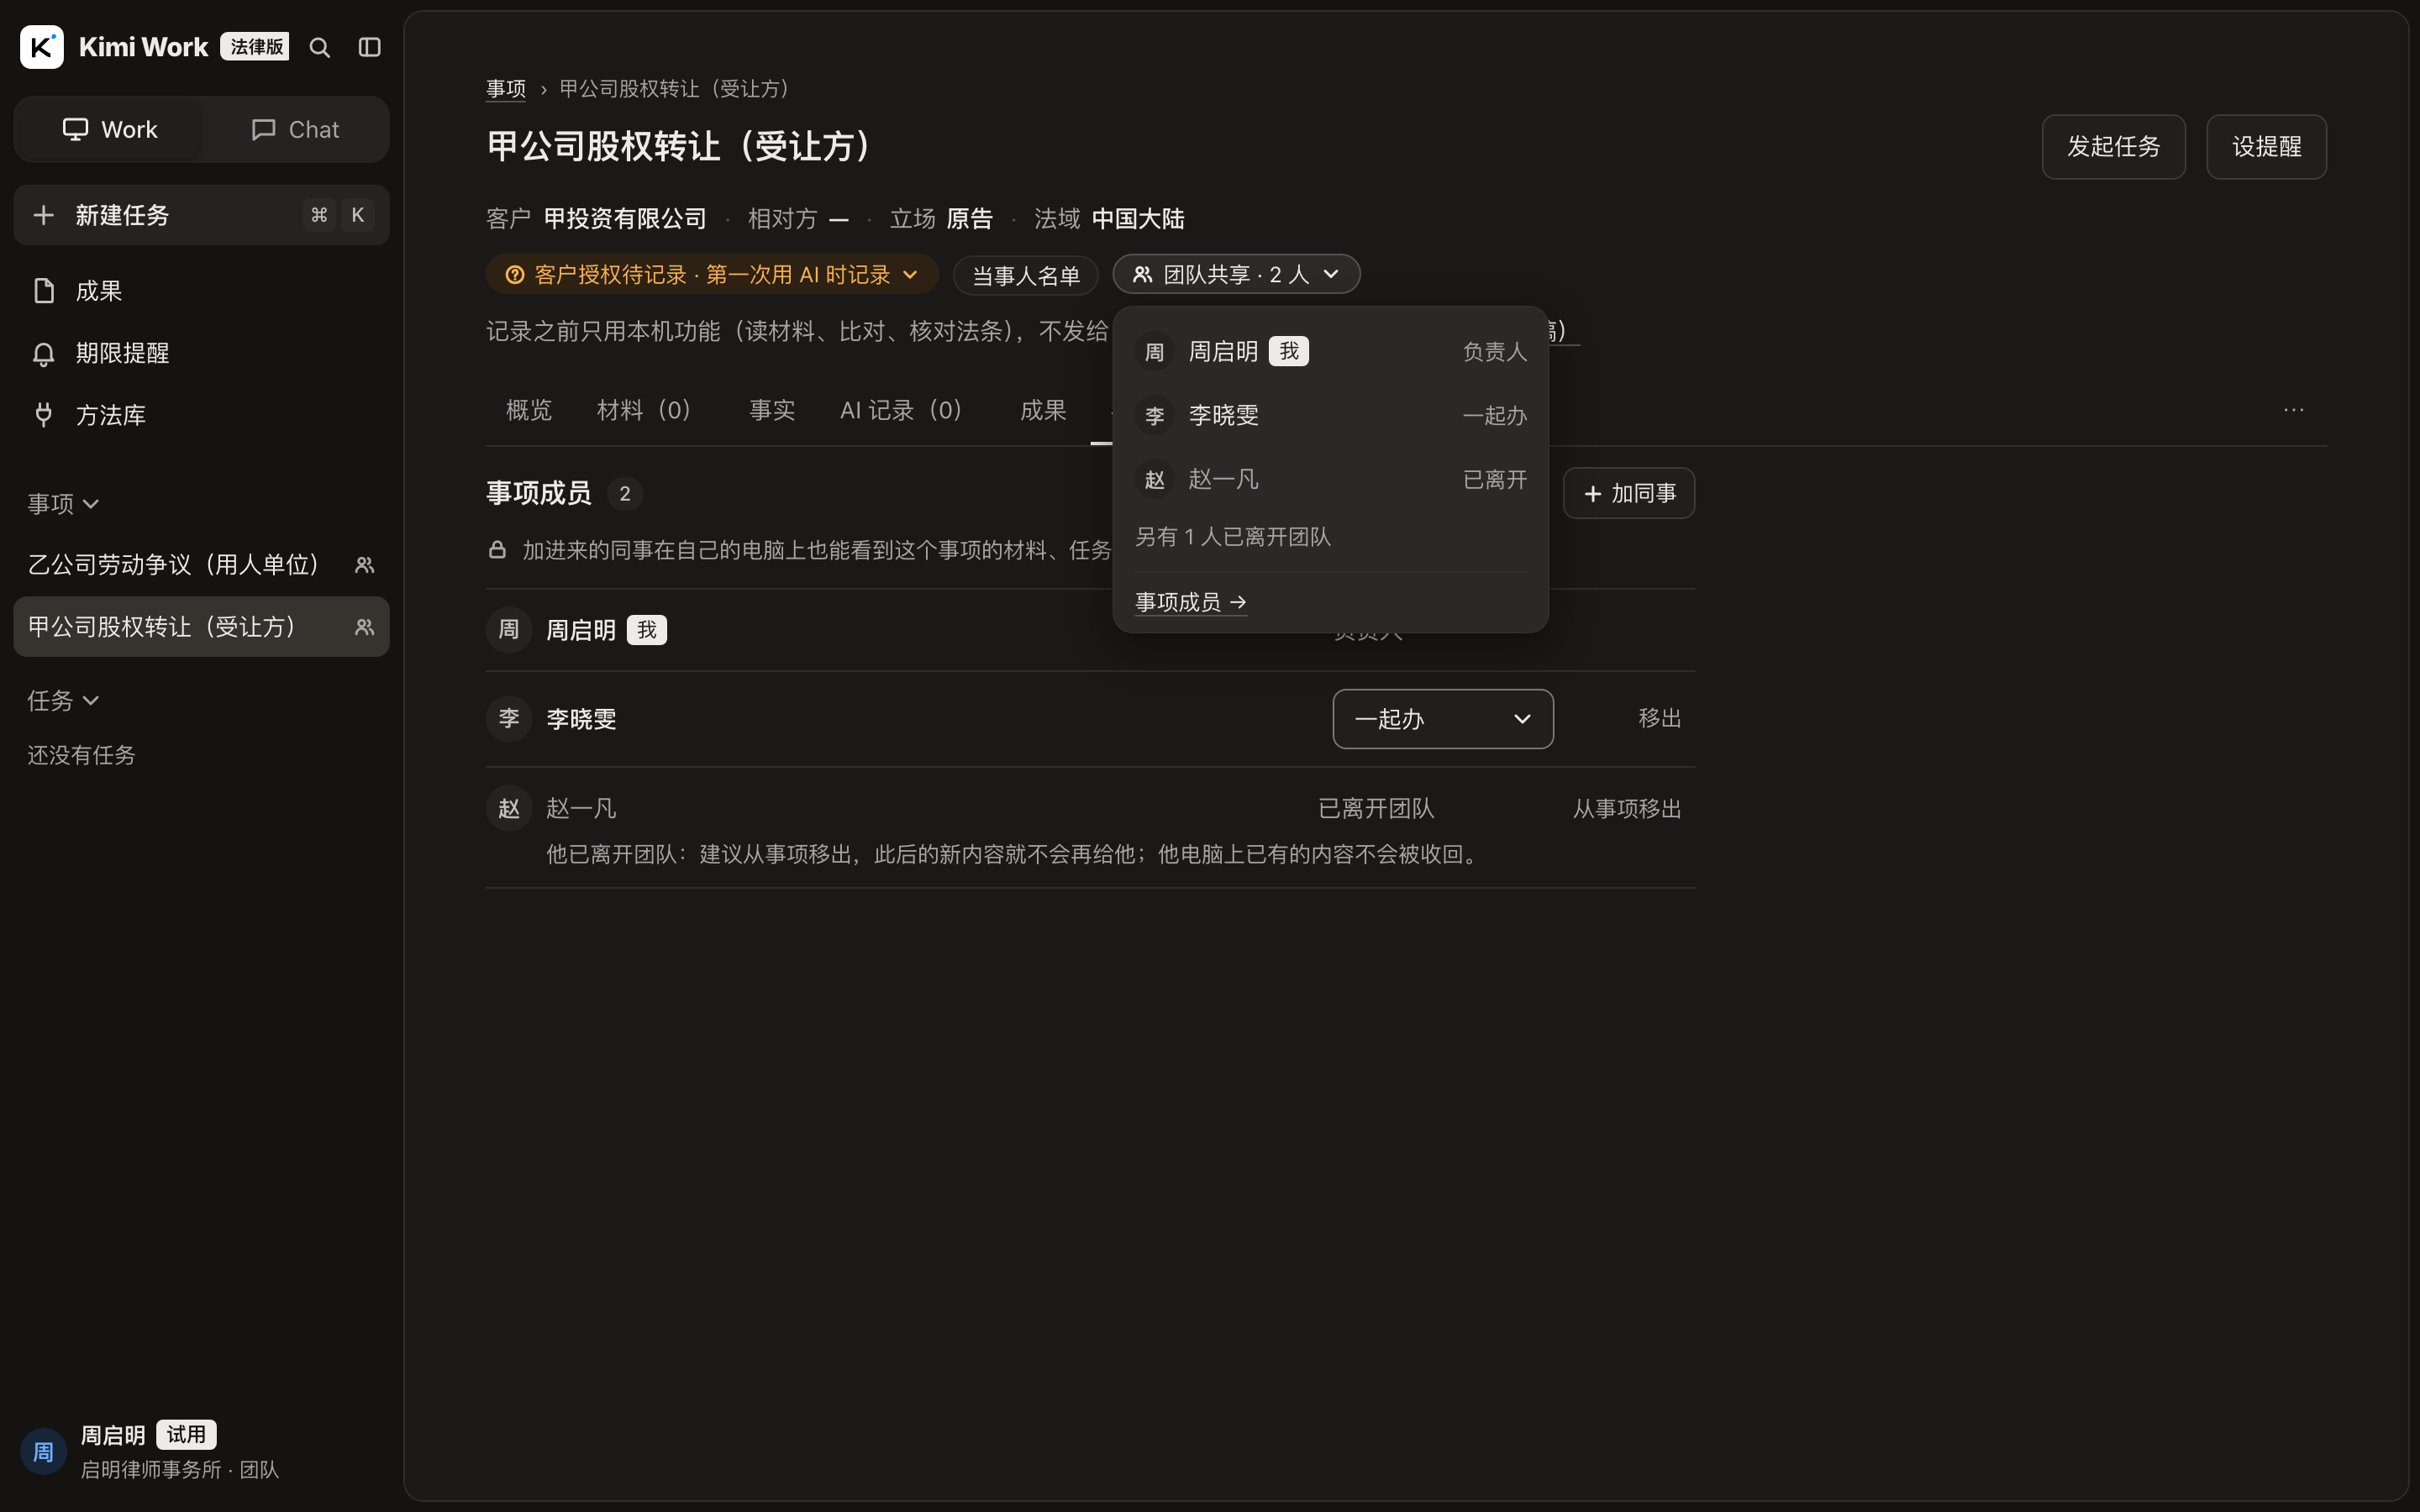 Kimi Work 法律版
Work
Chat
新建任务 ⌘ K
成果
期限提醒
方法库
事项
乙公司劳动争议（用人单位）
甲公司股权转让（受让方）
任务
还没有任务
周启明 试用
启明律师事务所 · 团队
事项 › 甲公司股权转让（受让方）
甲公司股权转让（受让方）
发起任务
设提醒
客户 甲投资有限公司 · 相对方 — · 立场 原告 · 法域 中国大陆
客户授权待记录 · 第一次用 AI 时记录
当事人名单
团队共享 · 2 人
记录之前只用本机功能（读材料、比对、核对法条），不发给
周 周启明 我 负责人
李 李晓雯 一起办
赵 赵一凡 已离开
另有 1 人已离开团队
事项成员 →
概览 材料（0） 事实 AI 记录（0） 成果 ···
事项成员 2
+ 加同事
加进来的同事在自己的电脑上也能看到这个事项的材料、任务
周 周启明 我
李 李晓雯 一起办 移出
赵 赵一凡 已离开团队 从事项移出
他已离开团队：建议从事项移出，此后的新内容就不会再给他；他电脑上已有的内容不会被收回。